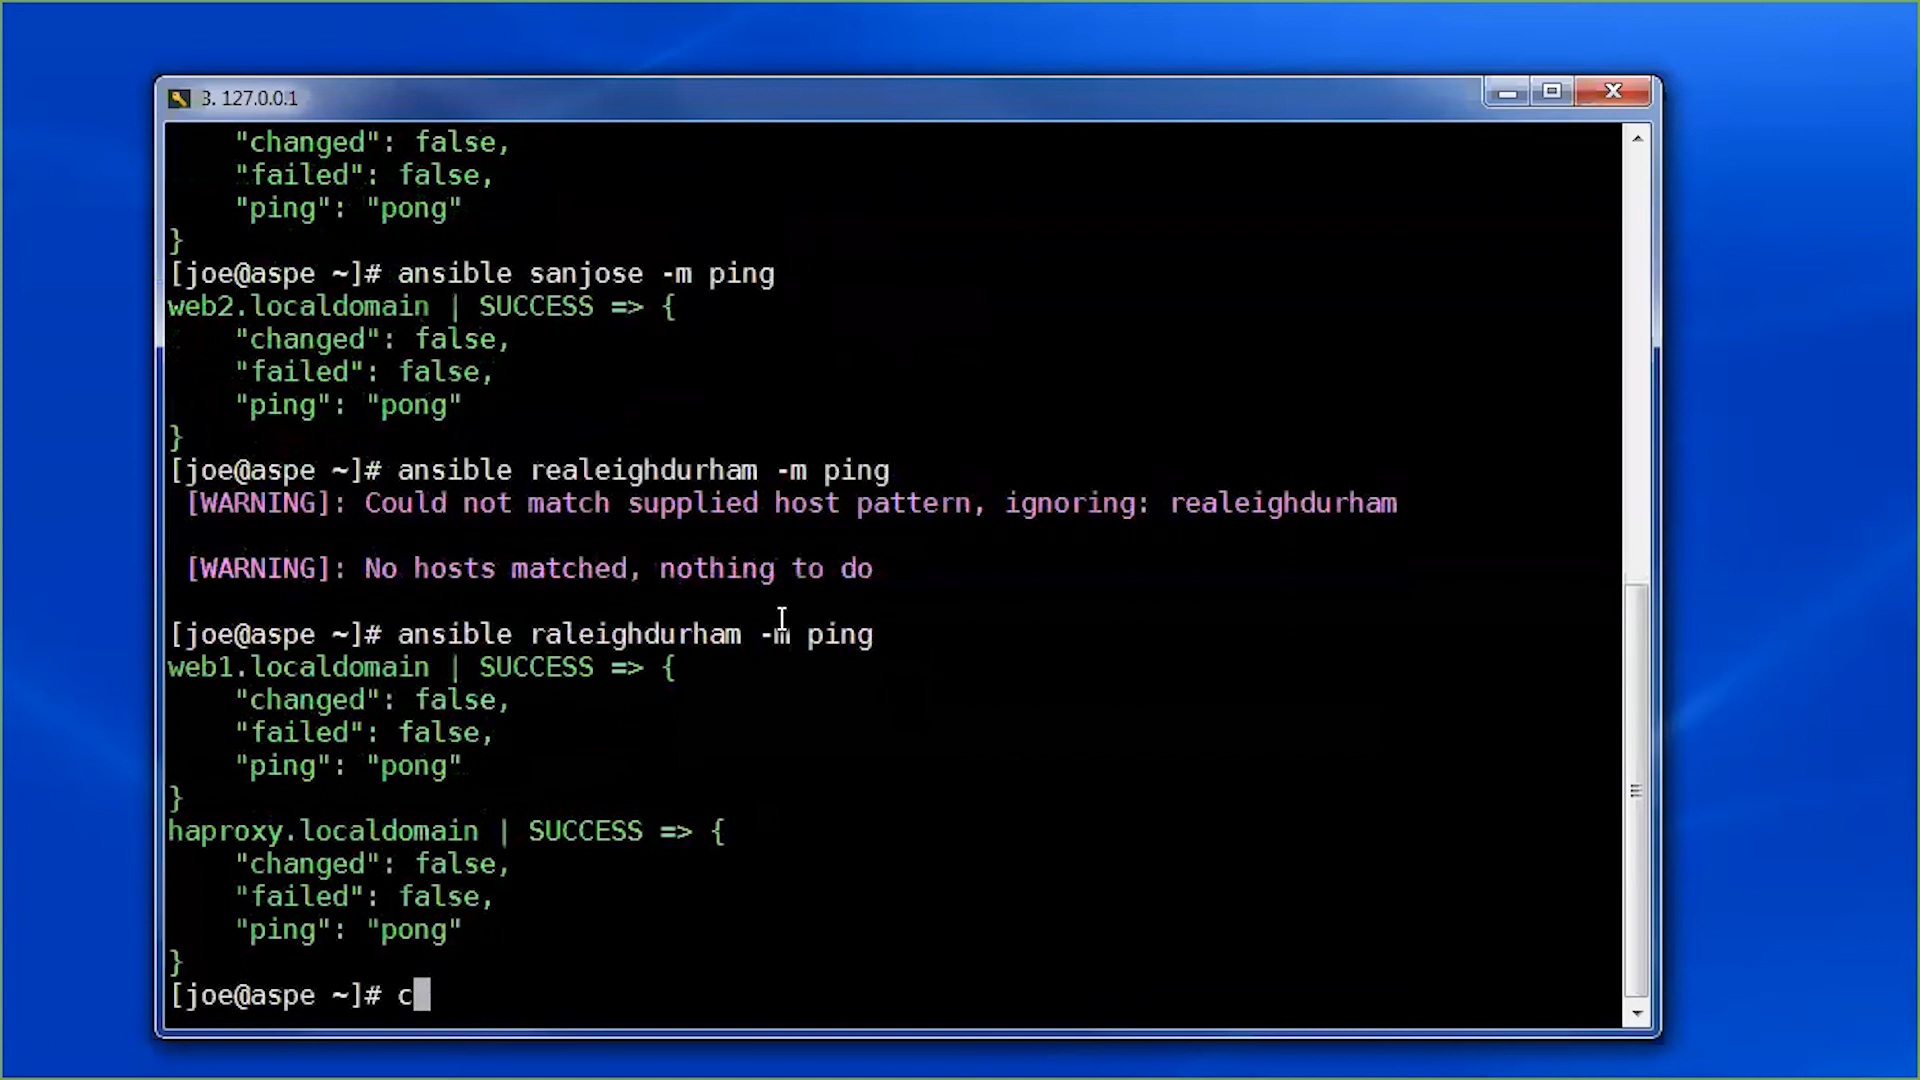 3. 127.0.0.1
"changed": false,
"failed": false,
"ping": "pong"
}
[joe@aspe ~]# ansible sanjose -m ping
web2.localdomain | SUCCESS => {
"changed": false,
"failed": false,
"ping": "pong"
}
[joe@aspe ~]# ansible realeighdurham -m ping
[WARNING]: Could not match supplied host pattern, ignoring: realeighdurham
[WARNING]: No hosts matched, nothing to do
[joe@aspe ~]# ansible raleighdurham -m ping
web1.localdomain | SUCCESS => {
"changed": false,
"failed": false,
"ping": "pong"
}
haproxy.localdomain | SUCCESS => {
"changed": false,
"failed": false,
"ping": "pong"
}
[joe@aspe ~]# c